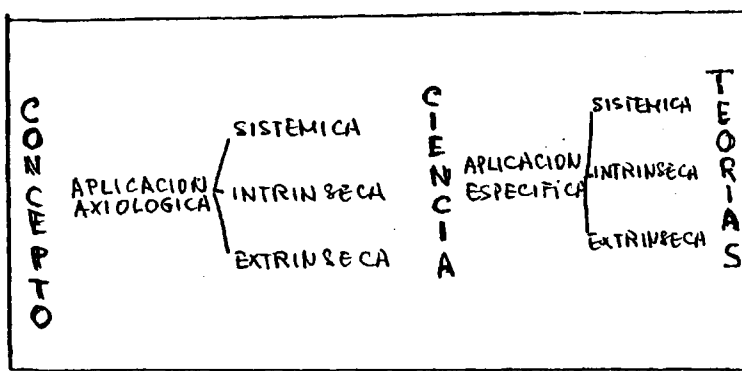 CONCEPTO
APLICACION
AXIOLOGICA
SISTEMICA
INTRINSECA
EXTRINSECA
CIENCIA
APLICACION
ESPECIFICA
SISTEMICA
INTRINSECA
EXTRINSECA
TEORIAS